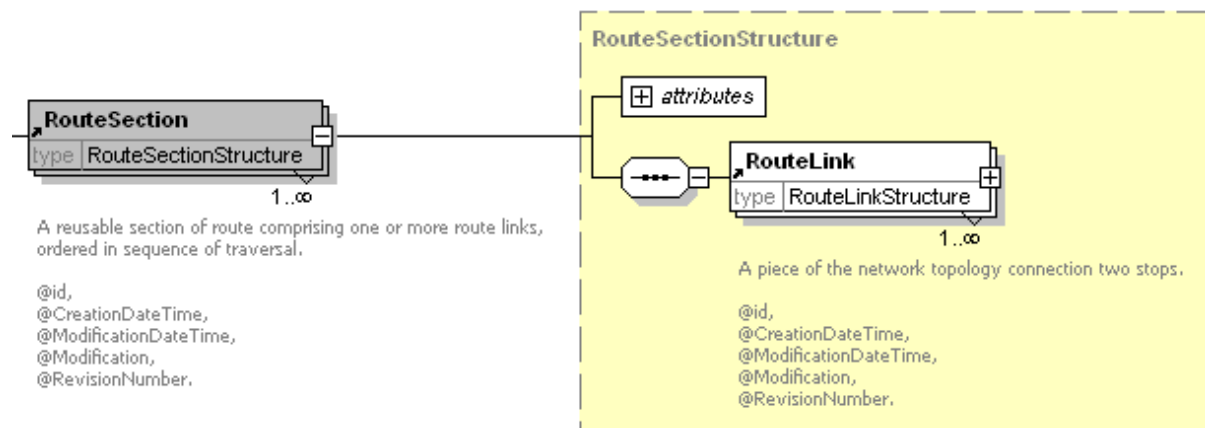 RouteSectionStructure
attributes
RouteSection
type RouteSectionStructure
1..∞
A reusable section of route comprising one or more route links,
ordered in sequence of traversal.
@id,
@CreationDateTime,
@ModificationDateTime,
@Modification,
@RevisionNumber.
RouteLink
type RouteLinkStructure
1..∞
A piece of the network topology connection two stops.
@id,
@CreationDateTime,
@ModificationDateTime,
@Modification,
@RevisionNumber.